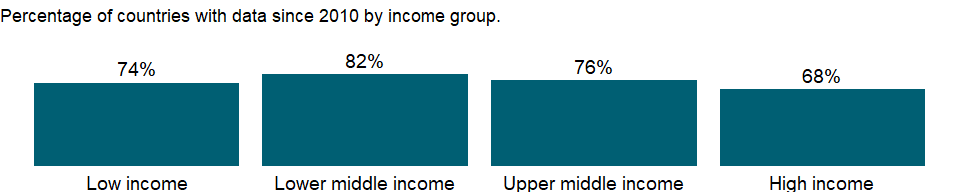 Percentage of countries with data since 2010 by income group.
74% 82% 76% 68%
Low income Lower middle income Upper middle income High income